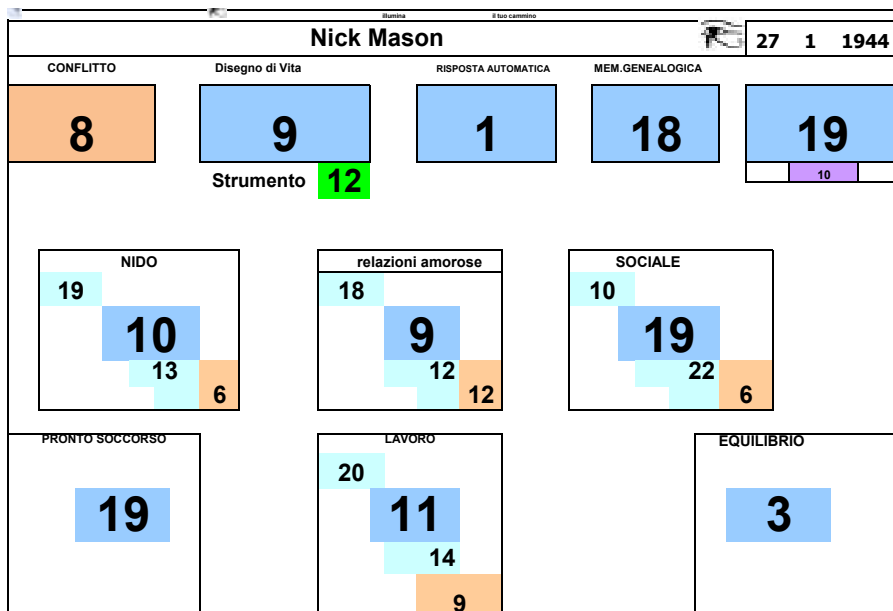 illumina il tuo cammino
Nick Mason 27 1 1944
CONFLITTO Disegno di Vita RISPOSTA AUTOMATICA MEM.GENEALOGICA
8 9 1 18 19
Strumento 12 10
NIDO relazioni amorose SOCIALE
19 18 10
10 9 19
13 12 22
6 12 6
PRONTO SOCCORSO LAVORO EQUILIBRIO
20
19 11 3
14
9